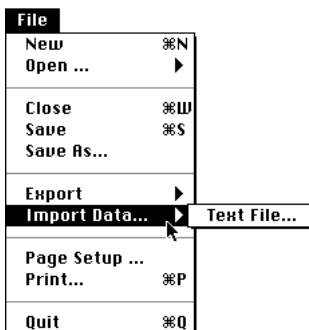 File
New ⌘N
Open ... ▶
Close ⌘W
Save ⌘S
Save As...
Export ▶
Import Data... ▶ Text File...
Page Setup ...
Print... ⌘P
Quit ⌘Q